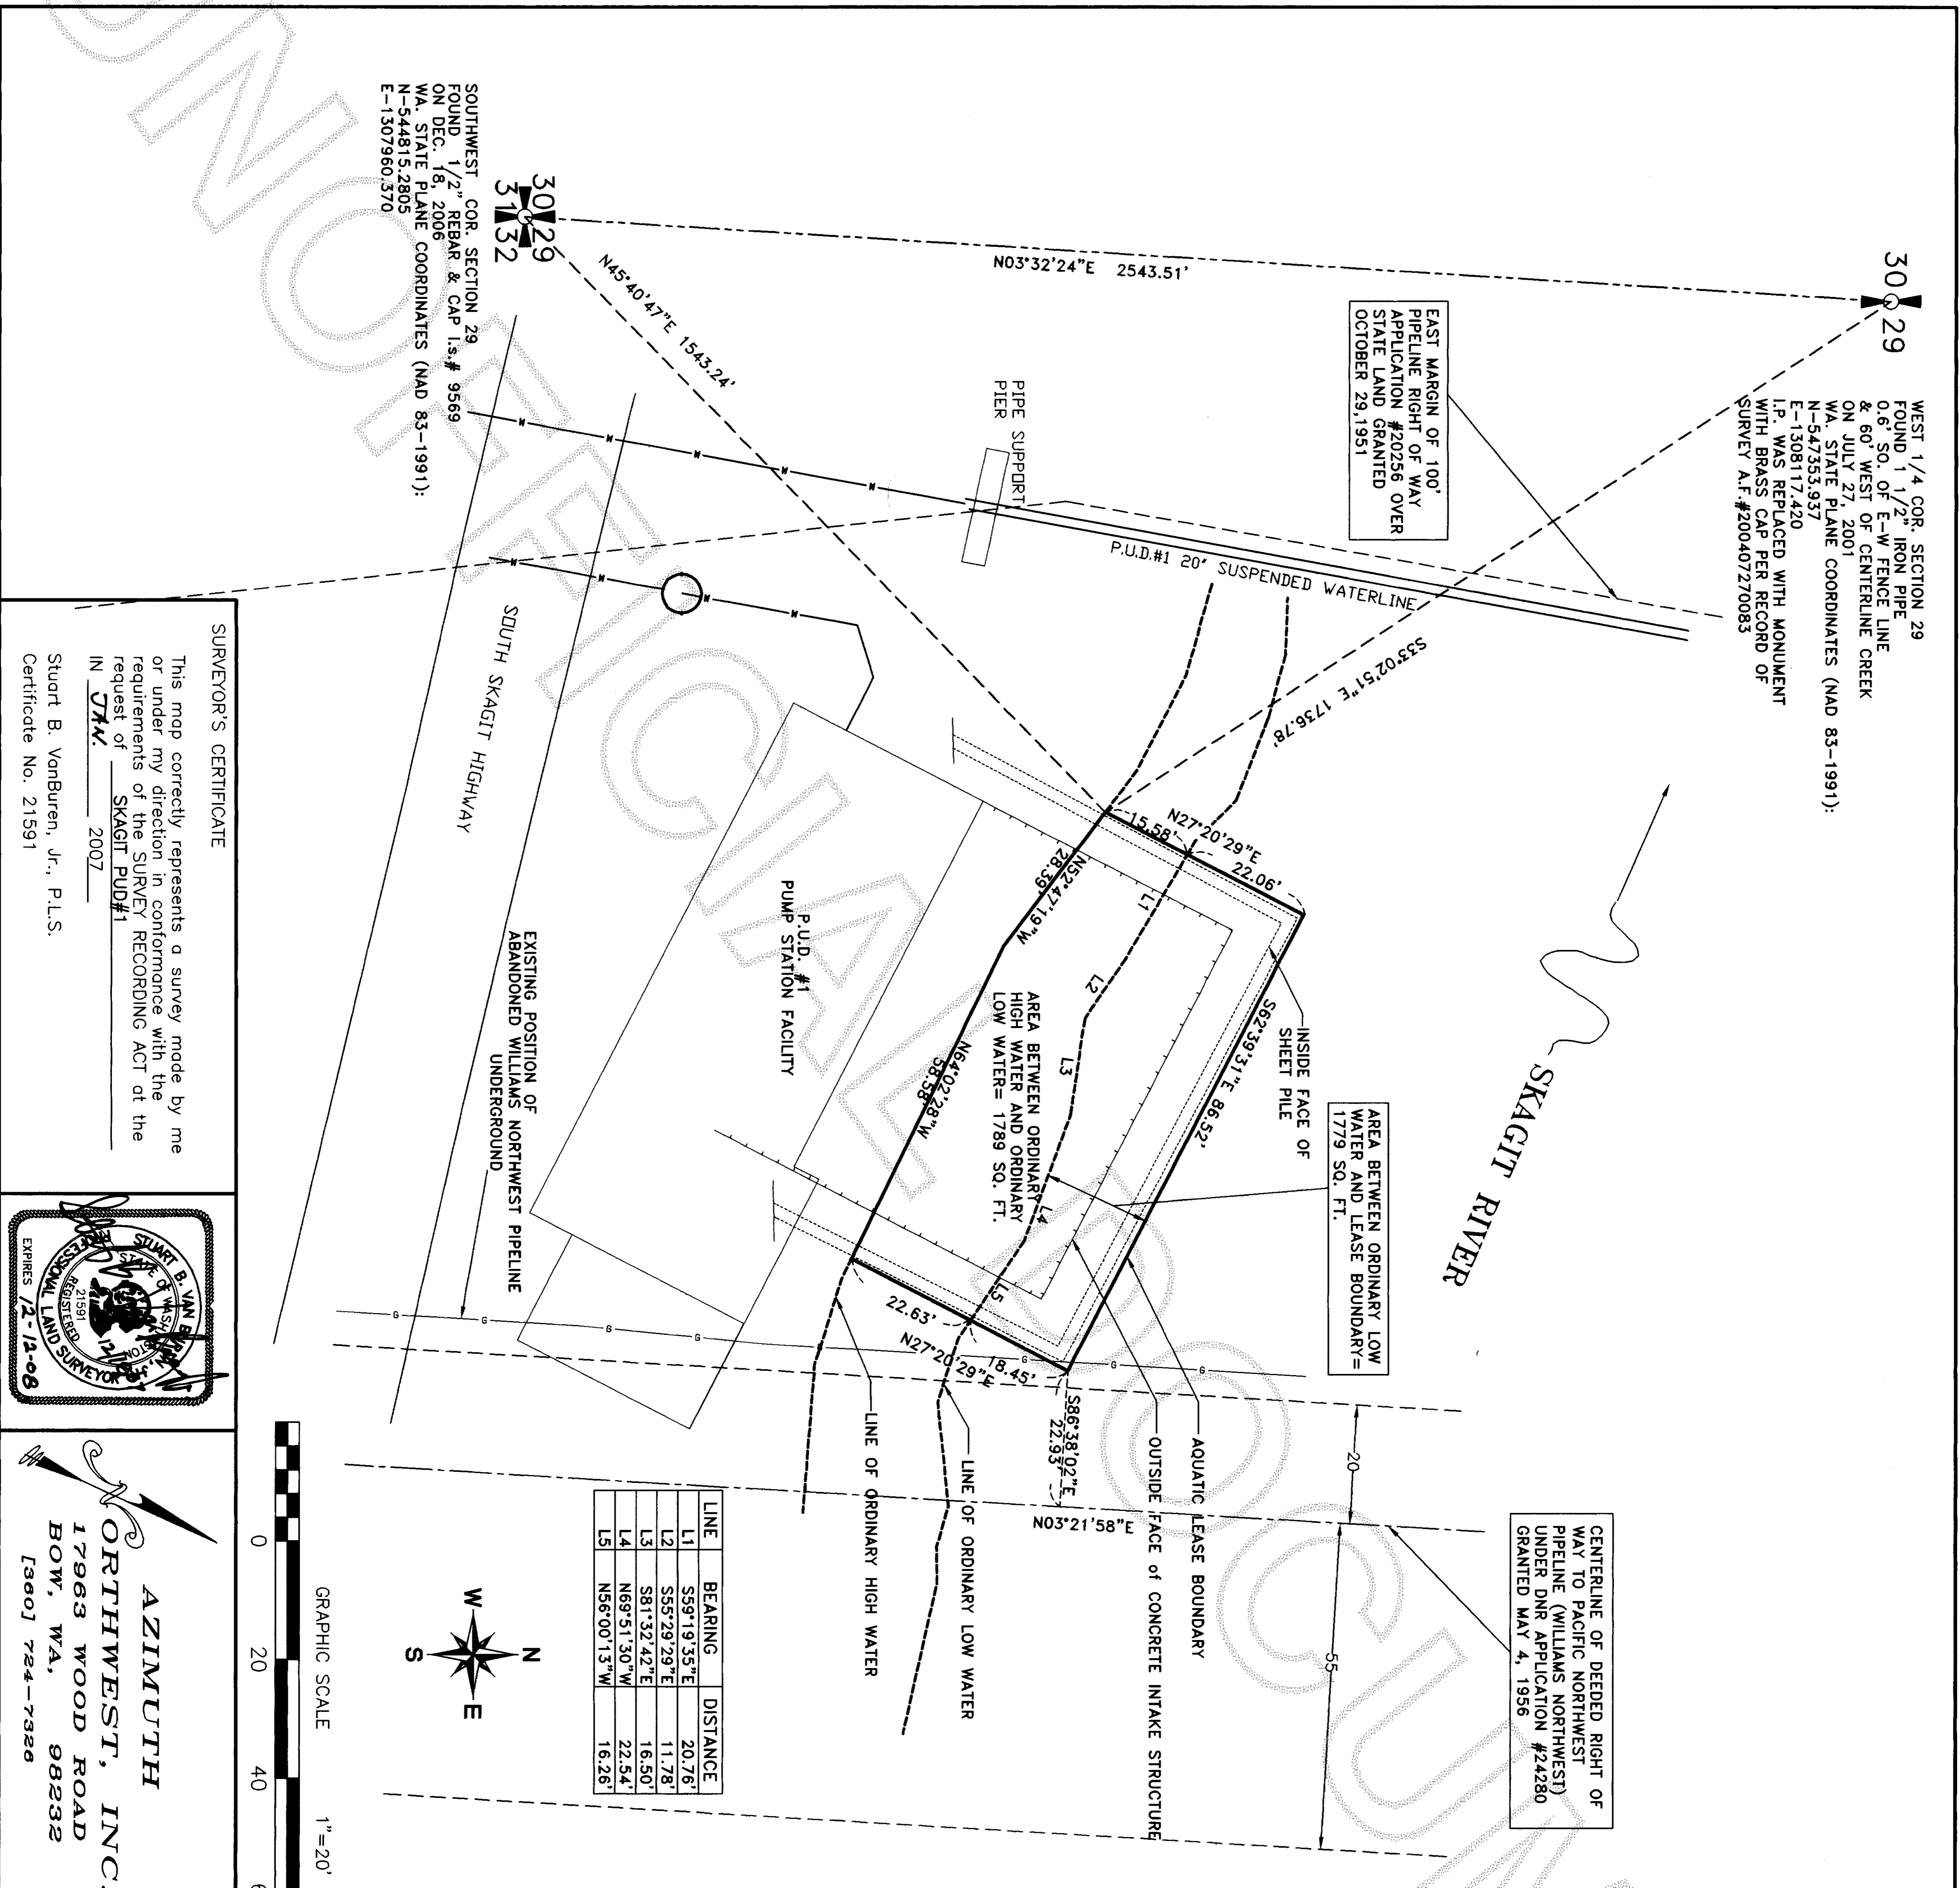 30 29
WEST 1/4 COR. SECTION 29
FOUND 1 1/2" IRON PIPE
0.6' SO. OF E-W FENCE LINE
& 60' WEST OF CENTERLINE CREEK
ON JULY 27, 2001
WA. STATE PLANE COORDINATES (NAD 83-1991):
N-547353.937
E-1308117.420
I.P. WAS REPLACED WITH MONUMENT
WITH BRASS CAP PER RECORD OF
SURVEY A.F.#200407270083
CENTERLINE OF DEEDED RIGHT OF
WAY TO PACIFIC NORTHWEST
PIPELINE (WILLIAMS NORTHWEST)
UNDER DNR APPLICATION #24280
GRANTED MAY 4, 1956
EAST MARGIN OF 100'
PIPELINE RIGHT OF WAY
APPLICATION #20256 OVER
STATE LAND GRANTED
OCTOBER 29,1951
SKAGIT RIVER
AREA BETWEEN ORDINARY LOW
WATER AND LEASE BOUNDARY=
1779 SQ. FT.
20
55
N03°32'24"E 2543.51'
P.U.D.#1 20" SUSPENDED WATERLINE
S33°02'51"E 1736.78'
PIPE SUPPORT
PIER
INSIDE FACE OF
SHEET PILE
S62°39'31"E 86.52'
N27°20'29"E
15.58'
22.06'
AQUATIC LEASE BOUNDARY
OUTSIDE FACE of CONCRETE INTAKE STRUCTURE
S86°38'02"E
22.93'
N03°21'58"E
L1
L2
L3
L4
L5
N52°47'19"W
28.39'
AREA BETWEEN ORDINARY
HIGH WATER AND ORDINARY
LOW WATER= 1789 SQ. FT.
N64°02'28"W
58.58'
22.63'
N27°20'29"E
18.45'
LINE OF ORDINARY LOW WATER
LINE OF ORDINARY HIGH WATER
P.U.D. #1
PUMP STATION FACILITY
N45°40'47"E 1543.24'
30 29
31 32
SOUTHWEST COR. SECTION 29
FOUND 1/2" REBAR & CAP l.s.# 9569
ON DEC. 18, 2006
WA. STATE PLANE COORDINATES (NAD 83-1991):
N-544815.2805
E-1307960.370
SOUTH SKAGIT HIGHWAY
EXISTING POSITION OF
ABANDONED WILLIAMS NORTHWEST PIPELINE
UNDERGROUND
W W W W W
W W W W
G G G G G G G
LINE BEARING DISTANCE
L1 S59°19'35"E 20.76'
L2 S55°29'29"E 11.78'
L3 S81°32'42"E 16.50'
L4 N69°51'30"W 22.54'
L5 N56°00'13"W 16.26'
N
W E
S
GRAPHIC SCALE 1"=20'
0 20 40
SURVEYOR'S CERTIFICATE
This map correctly represents a survey made by me
or under my direction in conformance with the
requirements of the SURVEY RECORDING ACT at the
request of SKAGIT PUD#1
IN JAN. 2007
Stuart B. VanBuren, Jr., P.L.S.
Certificate No. 21591
STUART B. VAN BUREN, JR.
STATE OF WASHINGTON
21591
REGISTERED
PROFESSIONAL LAND SURVEYOR
EXPIRES 12-12-08
AZIMUTH
NORTHWEST, INC.
17963 WOOD ROAD
BOW, WA, 98232
[360] 724-7326
UNOFFICIAL DOCUM